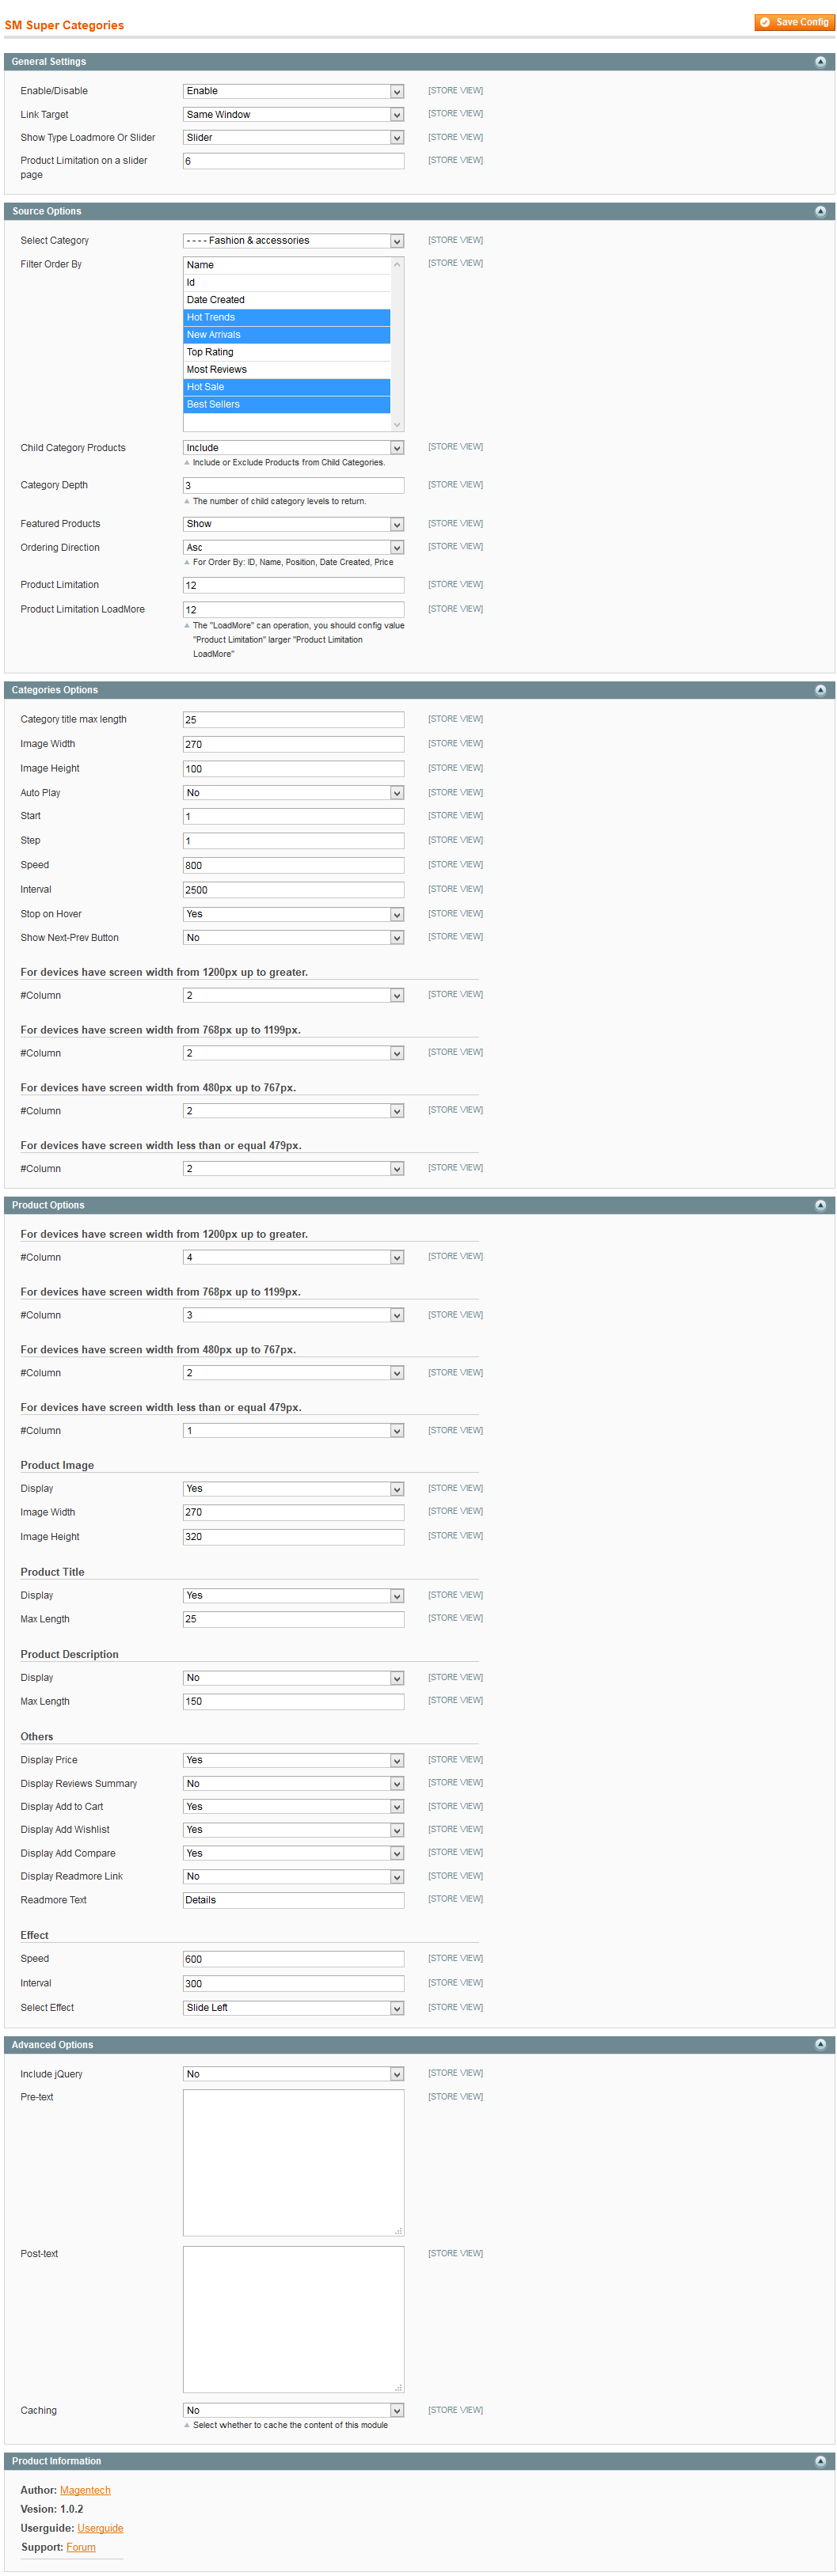 SM Super Categories
Save Config
General Settings
Enable/Disable Enable [STORE VIEW]
Link Target Same Window [STORE VIEW]
Show Type Loadmore Or Slider Slider [STORE VIEW]
Product Limitation on a slider 6 [STORE VIEW]
page
Source Options
Select Category - - - - Fashion & accessories [STORE VIEW]
Filter Order By Name [STORE VIEW]
Id
Date Created
Hot Trends
New Arrivals
Top Rating
Most Reviews
Hot Sale
Best Sellers
Child Category Products Include [STORE VIEW]
Include or Exclude Products from Child Categories.
Category Depth 3 [STORE VIEW]
The number of child category levels to return.
Featured Products Show [STORE VIEW]
Ordering Direction Asc [STORE VIEW]
For Order By: ID, Name, Position, Date Created, Price
Product Limitation 12 [STORE VIEW]
Product Limitation LoadMore 12 [STORE VIEW]
The "LoadMore" can operation, you should config value
"Product Limitation" larger "Product Limitation
LoadMore"
Categories Options
Category title max length 25 [STORE VIEW]
Image Width 270 [STORE VIEW]
Image Height 100 [STORE VIEW]
Auto Play No [STORE VIEW]
Start 1 [STORE VIEW]
Step 1 [STORE VIEW]
Speed 800 [STORE VIEW]
Interval 2500 [STORE VIEW]
Stop on Hover Yes [STORE VIEW]
Show Next-Prev Button No [STORE VIEW]
For devices have screen width from 1200px up to greater.
#Column 2 [STORE VIEW]
For devices have screen width from 768px up to 1199px.
#Column 2 [STORE VIEW]
For devices have screen width from 480px up to 767px.
#Column 2 [STORE VIEW]
For devices have screen width less than or equal 479px.
#Column 2 [STORE VIEW]
Product Options
For devices have screen width from 1200px up to greater.
#Column 4 [STORE VIEW]
For devices have screen width from 768px up to 1199px.
#Column 3 [STORE VIEW]
For devices have screen width from 480px up to 767px.
#Column 2 [STORE VIEW]
For devices have screen width less than or equal 479px.
#Column 1 [STORE VIEW]
Product Image
Display Yes [STORE VIEW]
Image Width 270 [STORE VIEW]
Image Height 320 [STORE VIEW]
Product Title
Display Yes [STORE VIEW]
Max Length 25 [STORE VIEW]
Product Description
Display No [STORE VIEW]
Max Length 150 [STORE VIEW]
Others
Display Price Yes [STORE VIEW]
Display Reviews Summary No [STORE VIEW]
Display Add to Cart Yes [STORE VIEW]
Display Add Wishlist Yes [STORE VIEW]
Display Add Compare Yes [STORE VIEW]
Display Readmore Link No [STORE VIEW]
Readmore Text Details [STORE VIEW]
Effect
Speed 600 [STORE VIEW]
Interval 300 [STORE VIEW]
Select Effect Slide Left [STORE VIEW]
Advanced Options
Include jQuery No [STORE VIEW]
Pre-text [STORE VIEW]
Post-text [STORE VIEW]
Caching No [STORE VIEW]
Select whether to cache the content of this module
Product Information
Author: Magentech
Vesion: 1.0.2
Userguide: Userguide
Support: Forum